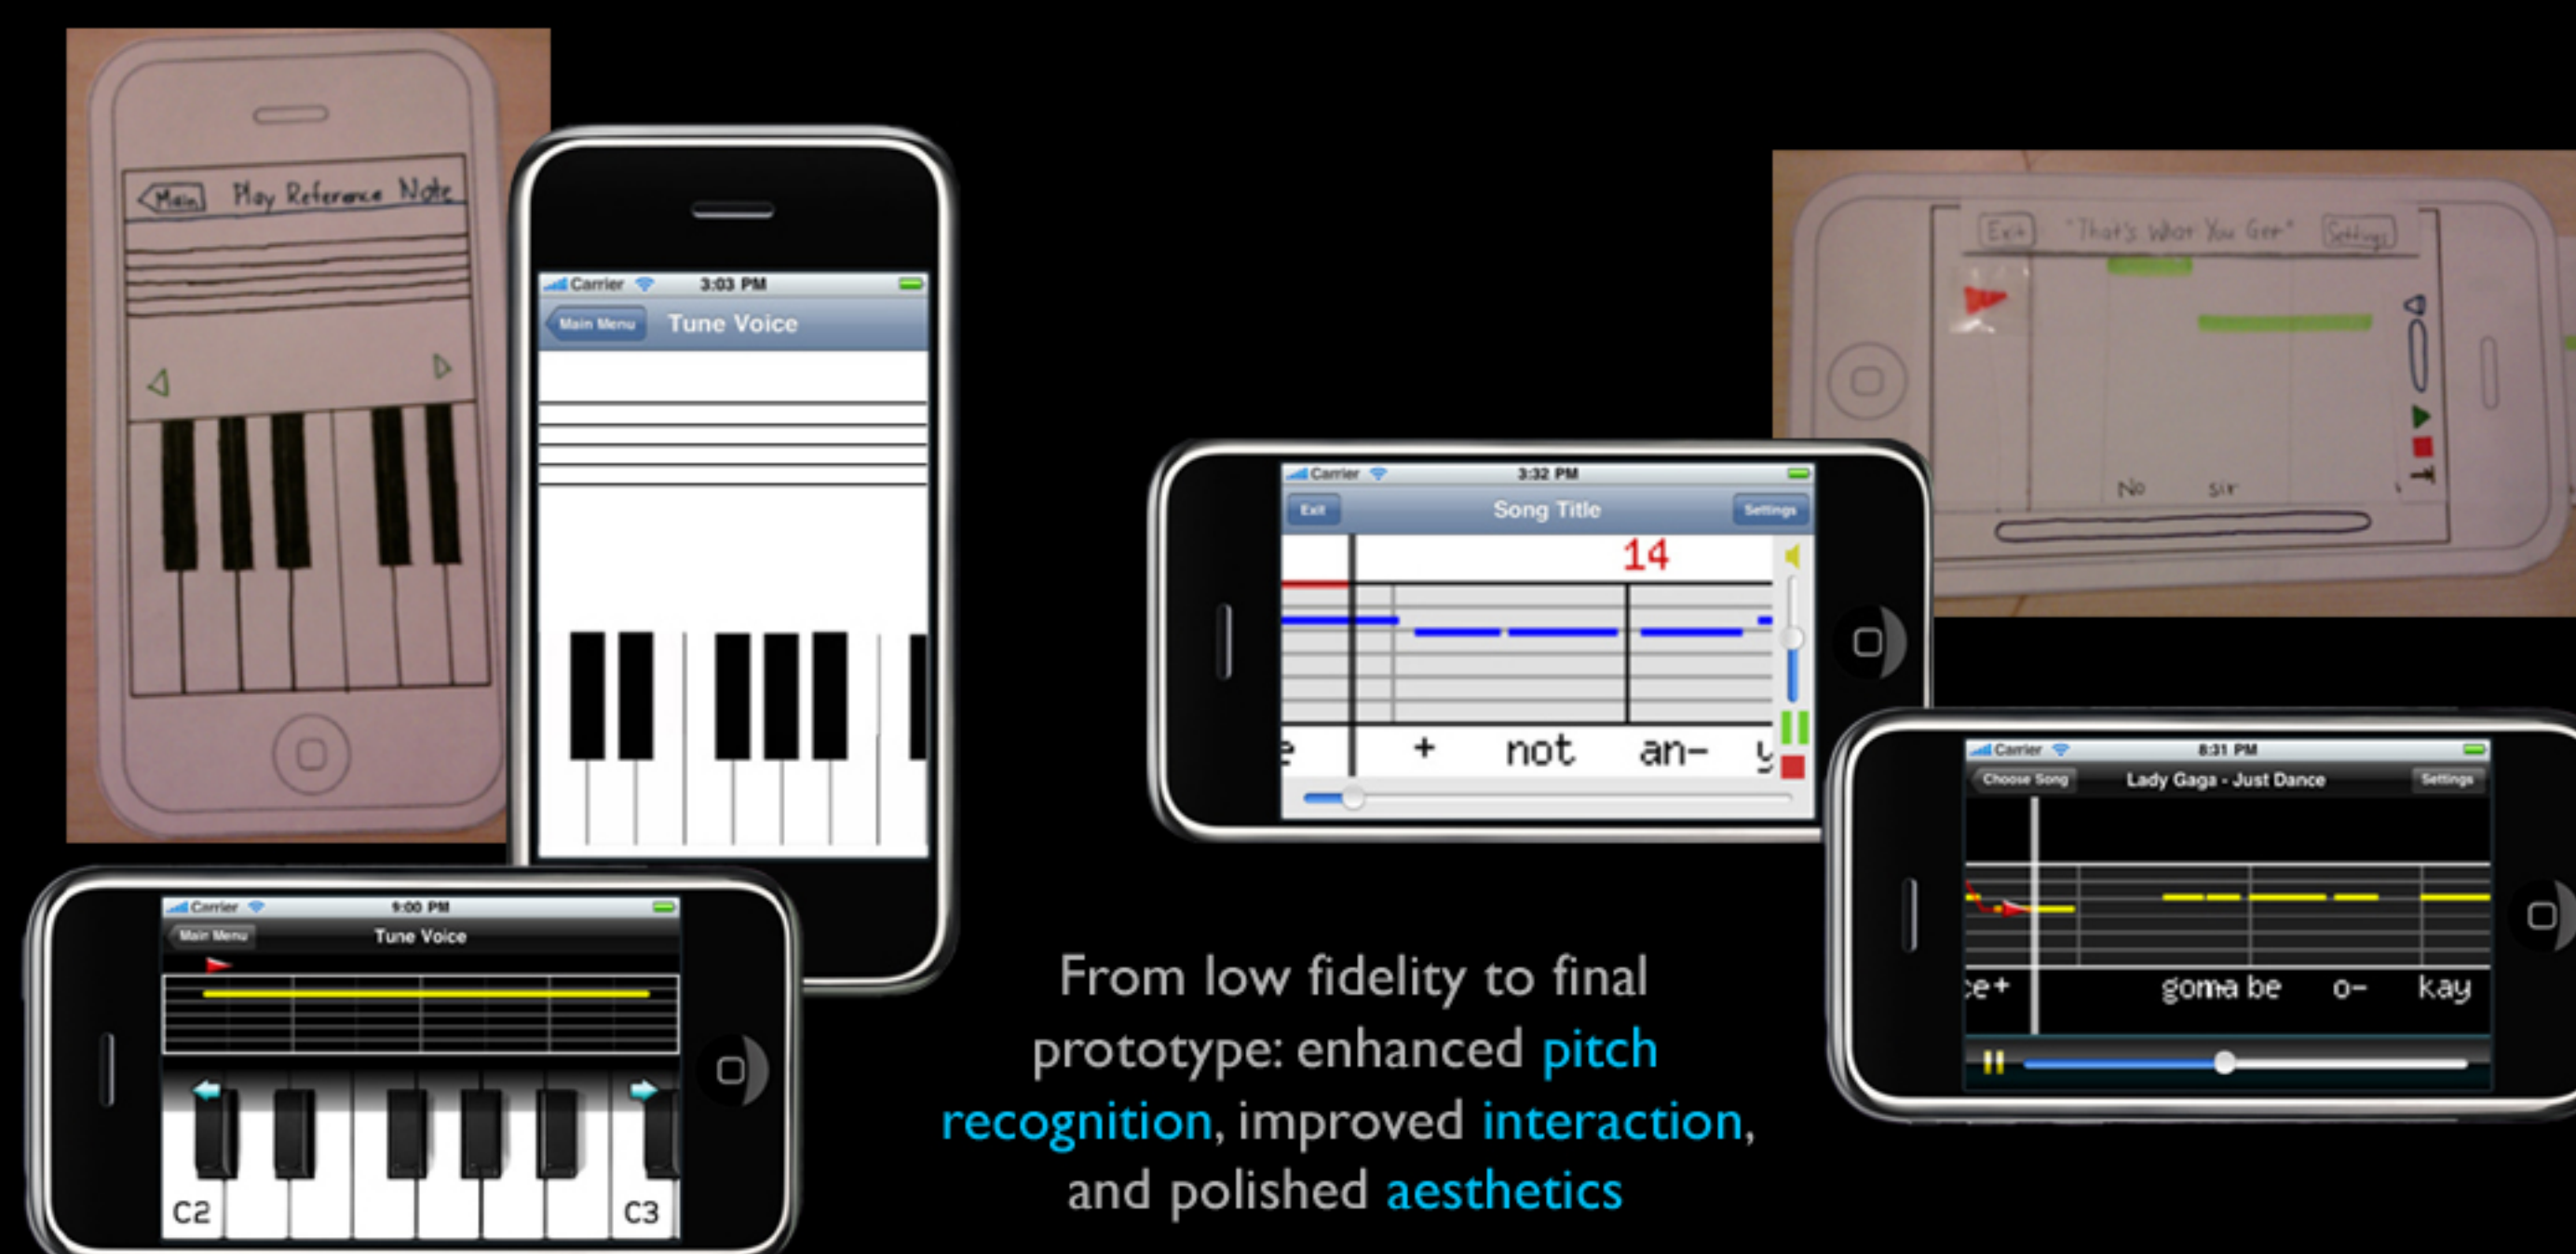 Main Play Reference Note
Carrier 3:03 PM
Main Menu Tune Voice
Carrier 9:00 PM
Main Menu Tune Voice
C2 C3
Exit "That's What You Get" Settings
No sir
Carrier 3:32 PM
Exit Song Title Settings
14
e + not an- y
Carrier 8:31 PM
Choose Song Lady Gaga - Just Dance Settings
ce+ be o- kay
From low fidelity to final
prototype: enhanced pitch
recognition, improved interaction,
and polished aesthetics